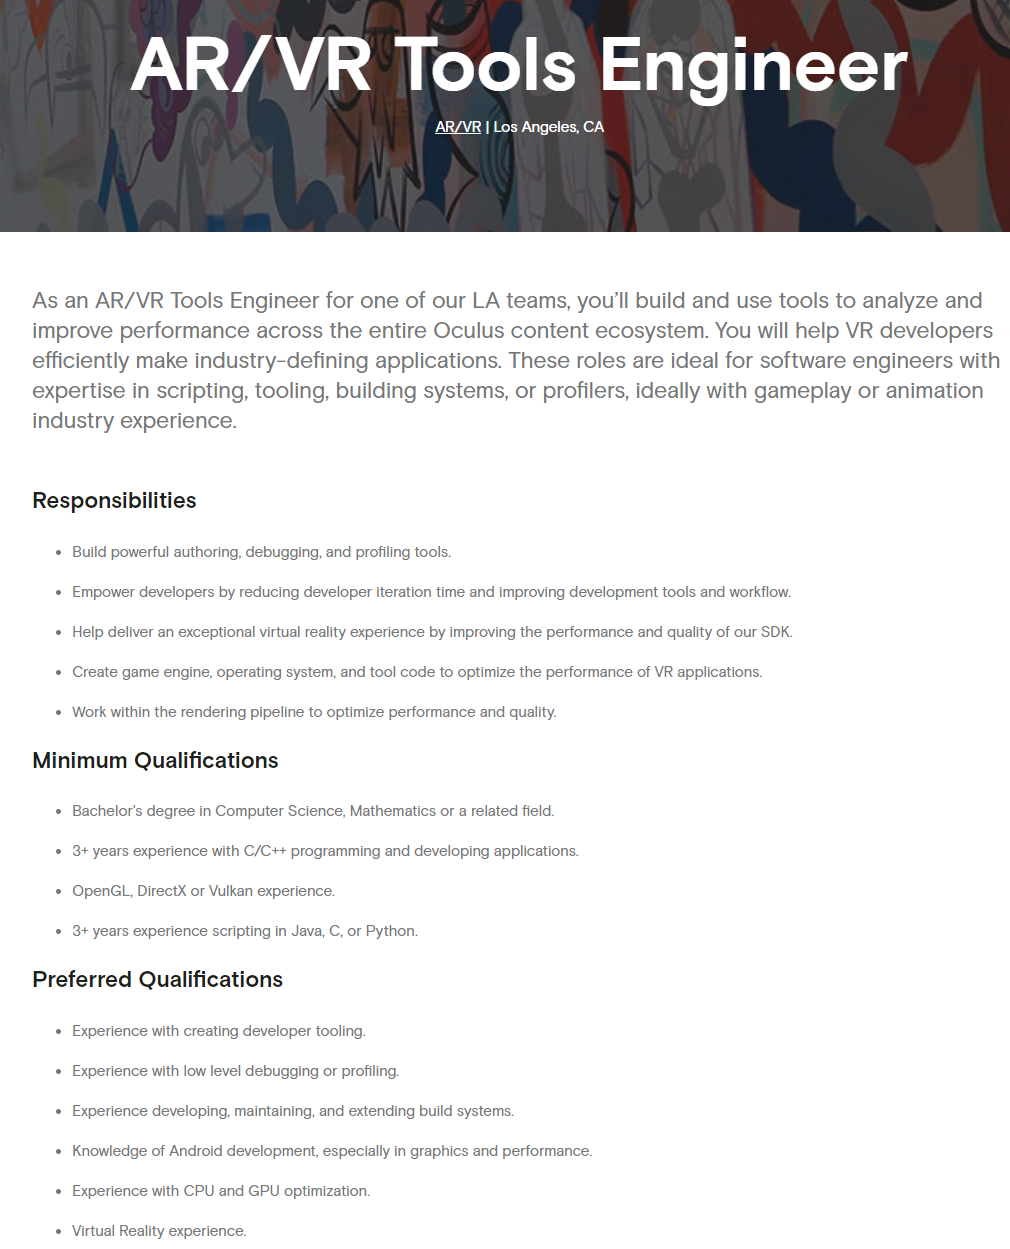 AR/VR Tools Engineer
AR/VR | Los Angeles, CA
As an AR/VR Tools Engineer for one of our LA teams, you’ll build and use tools to analyze and
improve performance across the entire Oculus content ecosystem. You will help VR developers
efficiently make industry-defining applications. These roles are ideal for software engineers with
expertise in scripting, tooling, building systems, or profilers, ideally with gameplay or animation
industry experience.
Responsibilities
• Build powerful authoring, debugging, and profiling tools.
• Empower developers by reducing developer iteration time and improving development tools and workflow.
• Help deliver an exceptional virtual reality experience by improving the performance and quality of our SDK.
• Create game engine, operating system, and tool code to optimize the performance of VR applications.
• Work within the rendering pipeline to optimize performance and quality.
Minimum Qualifications
• Bachelor's degree in Computer Science, Mathematics or a related field.
• 3+ years experience with C/C++ programming and developing applications.
• OpenGL, DirectX or Vulkan experience.
• 3+ years experience scripting in Java, C, or Python.
Preferred Qualifications
• Experience with creating developer tooling.
• Experience with low level debugging or profiling.
• Experience developing, maintaining, and extending build systems.
• Knowledge of Android development, especially in graphics and performance.
• Experience with CPU and GPU optimization.
• Virtual Reality experience.